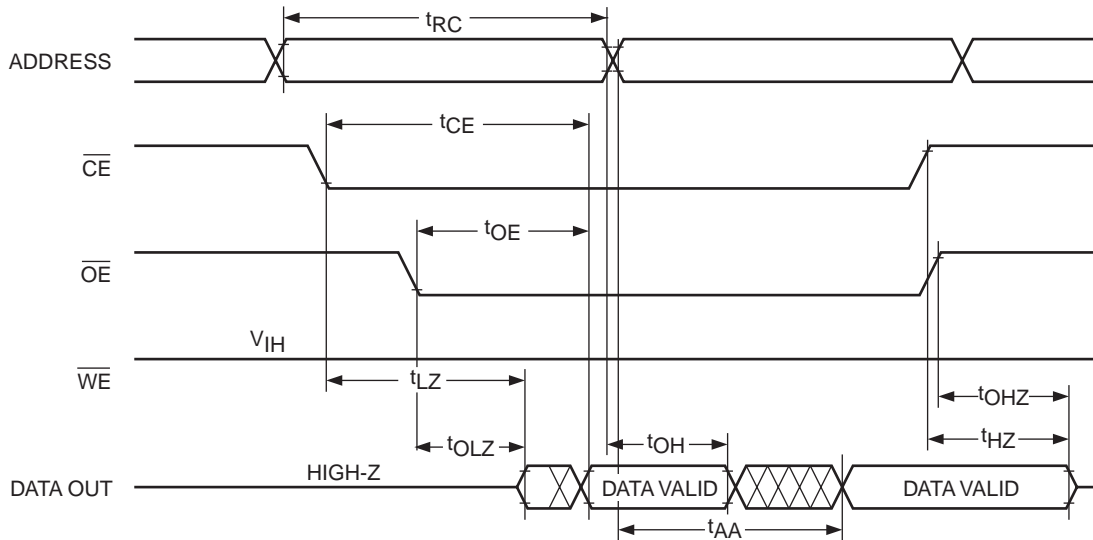 tRC
ADDRESS
tCE
CE
tOE
OE
VIH
WE
tLZ
tOHZ
tOLZ
tOH
tHZ
DATA OUT
HIGH-Z
DATA VALID
DATA VALID
tAA